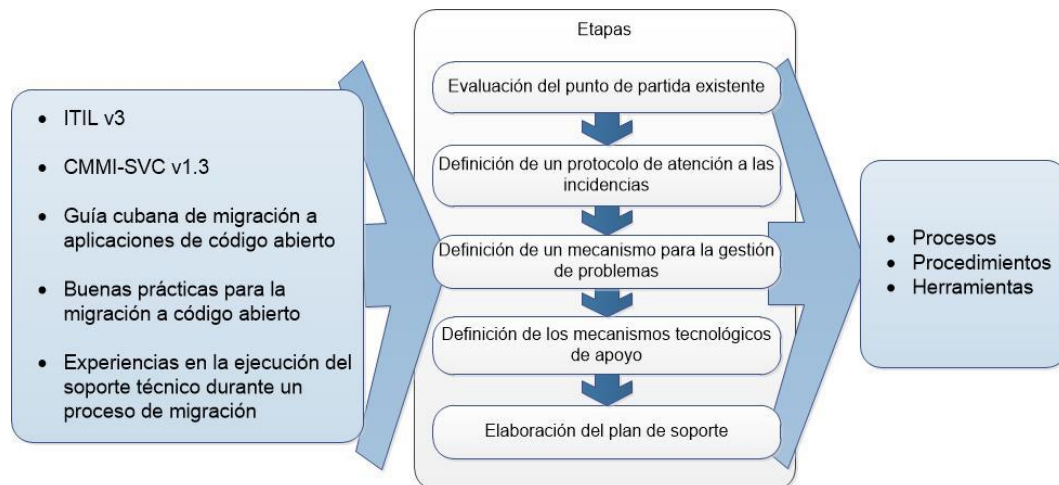 • ITIL v3
• CMMI-SVC v1.3
• Guía cubana de migración a
aplicaciones de código abierto
• Buenas prácticas para la
migración a código abierto
• Experiencias en la ejecución del
soporte técnico durante un
proceso de migración
Etapas
Evaluación del punto de partida existente
Definición de un protocolo de atención a las
incidencias
Definición de un mecanismo para la gestión
de problemas
Definición de los mecanismos tecnológicos
de apoyo
Elaboración del plan de soporte
• Procesos
• Procedimientos
• Herramientas